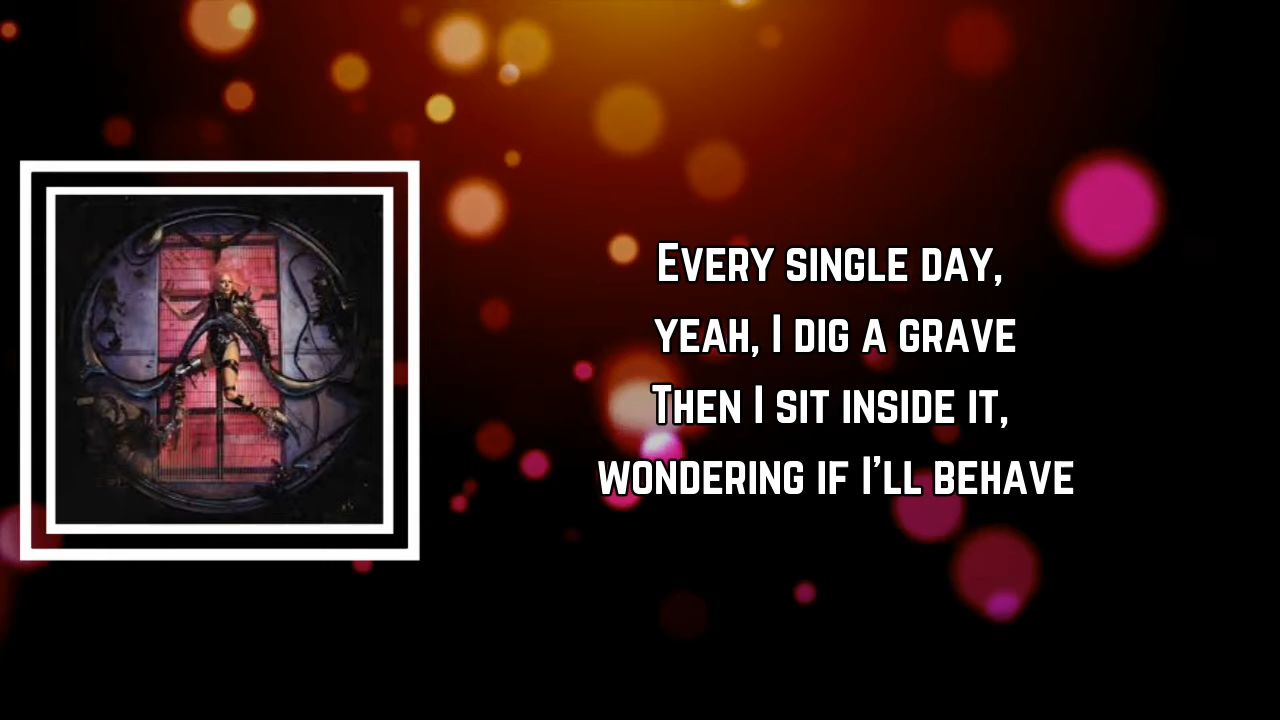 Every single day,
yeah, I dig a grave
Then I sit inside it,
wondering if I'll behave